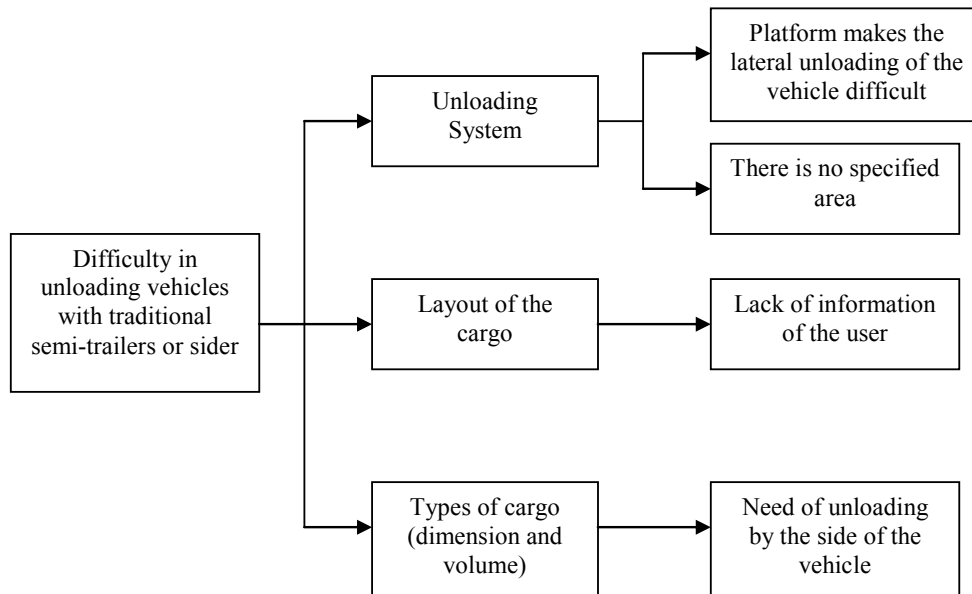 Platform makes the
lateral unloading of the
vehicle difficult
Unloading
System
There is no specified
area
Difficulty in
unloading vehicles
with traditional
semi-trailers or sider
Layout of the
cargo
Lack of information
of the user
Types of cargo
(dimension and
volume)
Need of unloading
by the side of the
vehicle